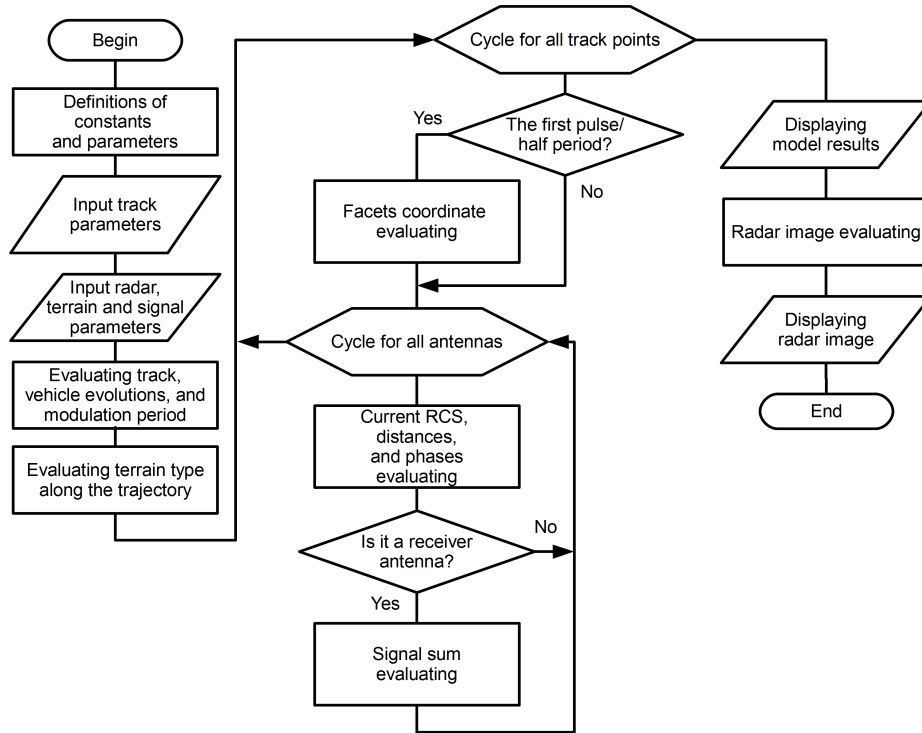 Begin
Definitions of
constants
and parameters
Input track
parameters
Input radar,
terrain and signal
parameters
Evaluating track,
vehicle evolutions, and
modulation period
Evaluating terrain type
along the trajectory
Cycle for all track points
Yes
The first pulse/
half period?
No
Facets coordinate
evaluating
Cycle for all antennas
Current RCS,
distances,
and phases
evaluating
Is it a receiver
antenna?
No
Yes
Signal sum
evaluating
Displaying
model results
Radar image evaluating
Displaying
radar image
End